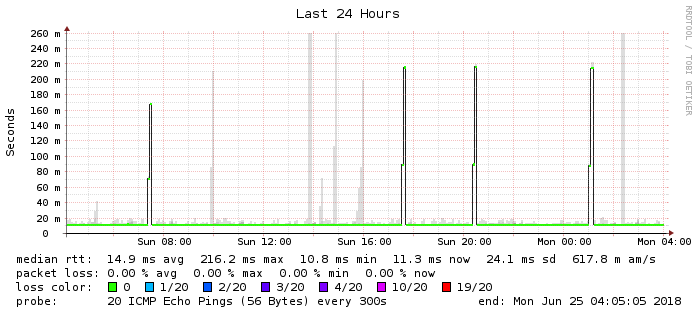 Last 24 Hours
RRDTOOL / TOBI OETIKER
Seconds
260 m
240 m
220 m
200 m
180 m
160 m
140 m
120 m
100 m
80 m
60 m
40 m
20 m
0
Sun 08:00 Sun 12:00 Sun 16:00 Sun 20:00 Mon 00:00 Mon 04:00
median rtt: 14.9 ms avg 216.2 ms max 10.8 ms min 11.3 ms now 24.1 ms sd 617.8 m am/s
packet loss: 0.00 % avg 0.00 % max 0.00 % min 0.00 % now
loss color: 0 1/20 2/20 3/20 4/20 10/20 19/20
probe: 20 ICMP Echo Pings (56 Bytes) every 300s end: Mon Jun 25 04:05:05 2018